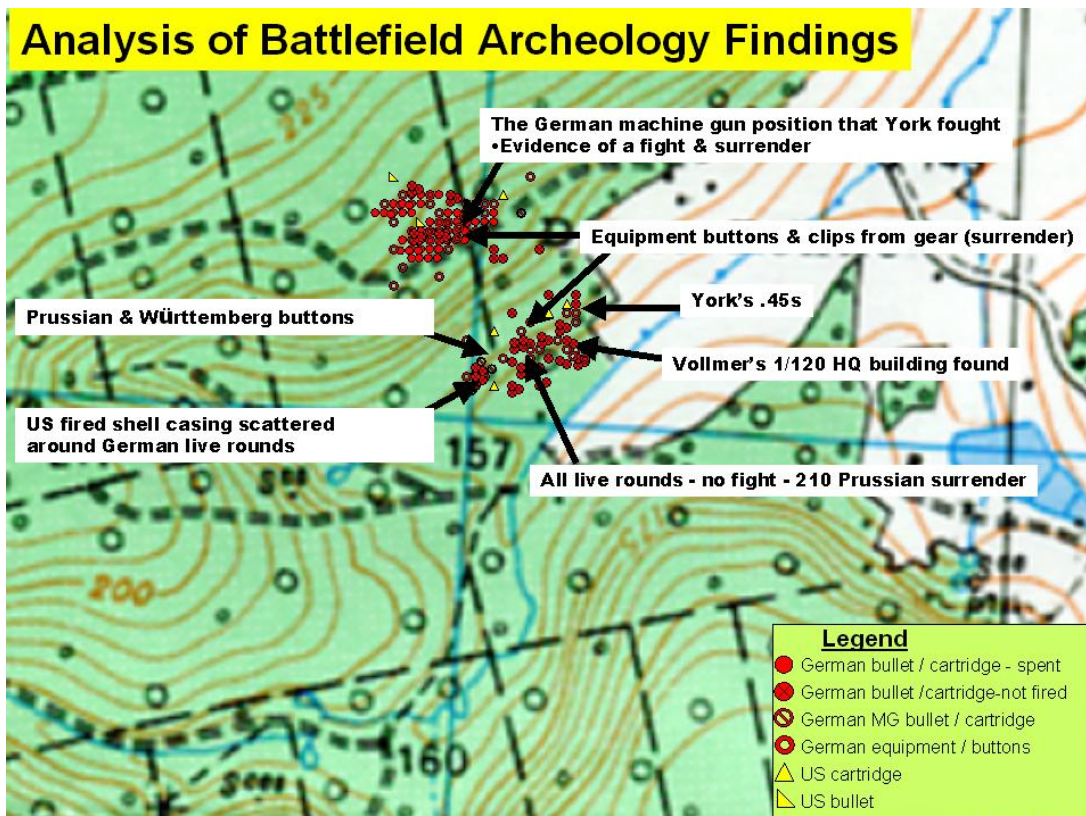 Analysis of Battlefield Archeology Findings
225
The German machine gun position that York fought
•Evidence of a fight & surrender
Equipment buttons & clips from gear (surrender)
York's .45s
Prussian & Württemberg buttons
Vollmer's 1/120 HQ building found
US fired shell casing scattered
around German live rounds
157
All live rounds - no fight - 210 Prussian surrender
175
200
160
Legend
German bullet / cartridge - spent
German bullet /cartridge-not fired
German MG bullet / cartridge
German equipment / buttons
US cartridge
US bullet